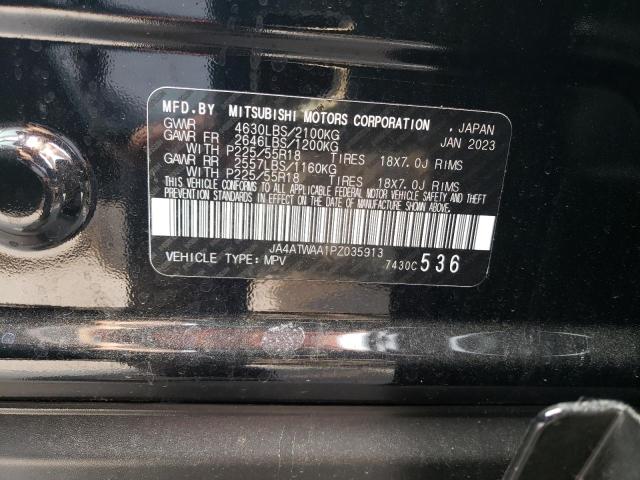 MFD.BY MITSUBISHI MOTORS CORPORATION , JAPAN
GVWR 4630LBS/2100KG JAN 2023
GAWR FR 2646LBS/1200KG
WITH P225/55R18 TIRES 18X7.0J RIMS
GAWR RR 2557LBS/1160KG
WITH P225/55R18 TIRES 18X7.0J RIMS
THIS VEHICLE CONFORMS TO ALL APPLICABLE FEDERAL MOTOR VEHICLE SAFETY AND THEFT
PREVENTION STANDARDS IN EFFECT ON THE DATE OF MANUFACTURE SHOWN ABOVE.
JA4ATWAA1PZ035913
VEHICLE TYPE: MPV 7430C 536